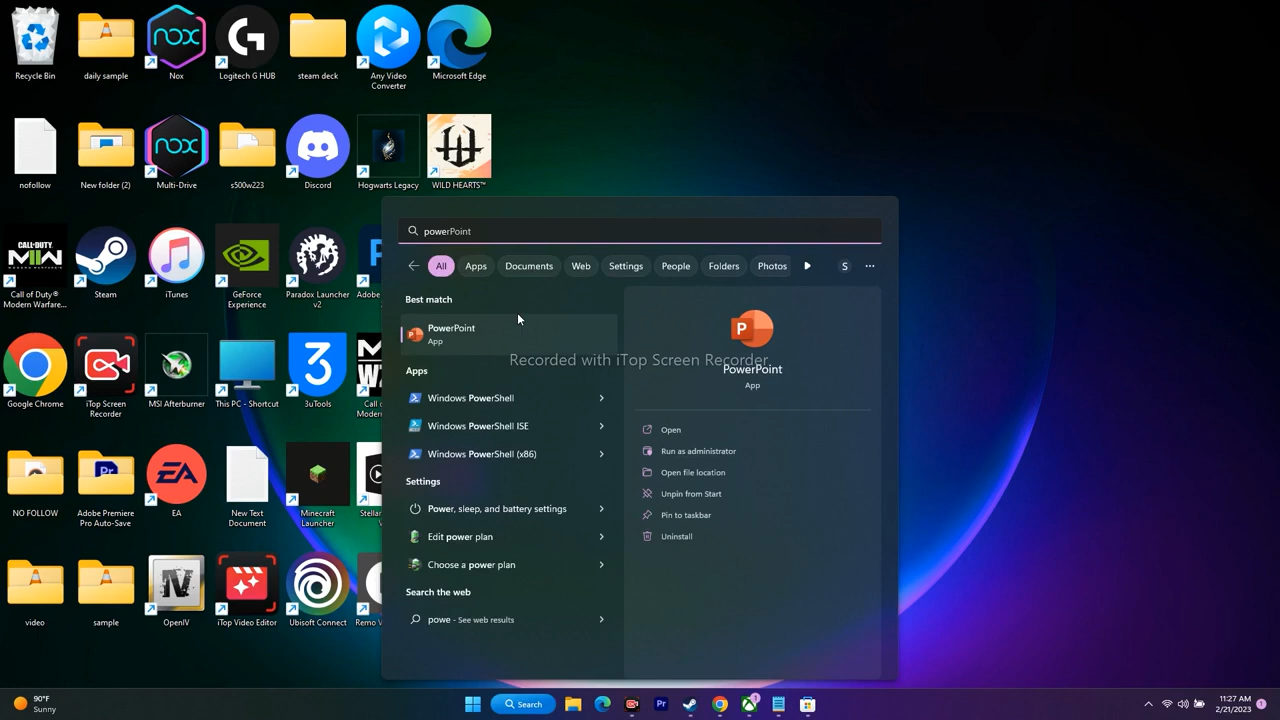 Recycle Bin
daily sample
Nox
Logitech G HUB
steam deck
Any Video
Converter
Microsoft Edge
nofollow
New folder (2)
Multi-Drive
s500w223
Discord
Hogwarts Legacy
WILD HEARTS™
Call of Duty®
Modern Warfare...
Steam
iTunes
GeForce
Experience
Paradox Launcher
v2
Adobe
Google Chrome
iTop Screen
Recorder
MSI Afterburner
This PC - Shortcut
3uTools
Call of
Modern
NO FOLLOW
Adobe Premiere
Pro Auto-Save
EA
New Text
Document
Minecraft
Launcher
Stellar
video
sample
OpenIV
iTop Video Editor
Ubisoft Connect
Remo
powerPoint
All
Apps
Documents
Web
Settings
People
Folders
Photos
S
Best match
PowerPoint
App
Recorded with iTop Screen Recorder
PowerPoint
App
Apps
Windows PowerShell
Windows PowerShell ISE
Windows PowerShell (x86)
Settings
Power, sleep, and battery settings
Edit power plan
Choose a power plan
Search the web
powe - See web results
Open
Run as administrator
Open file location
Unpin from Start
Pin to taskbar
Uninstall
90°F
Sunny
Search
11:27 AM
2/21/2023